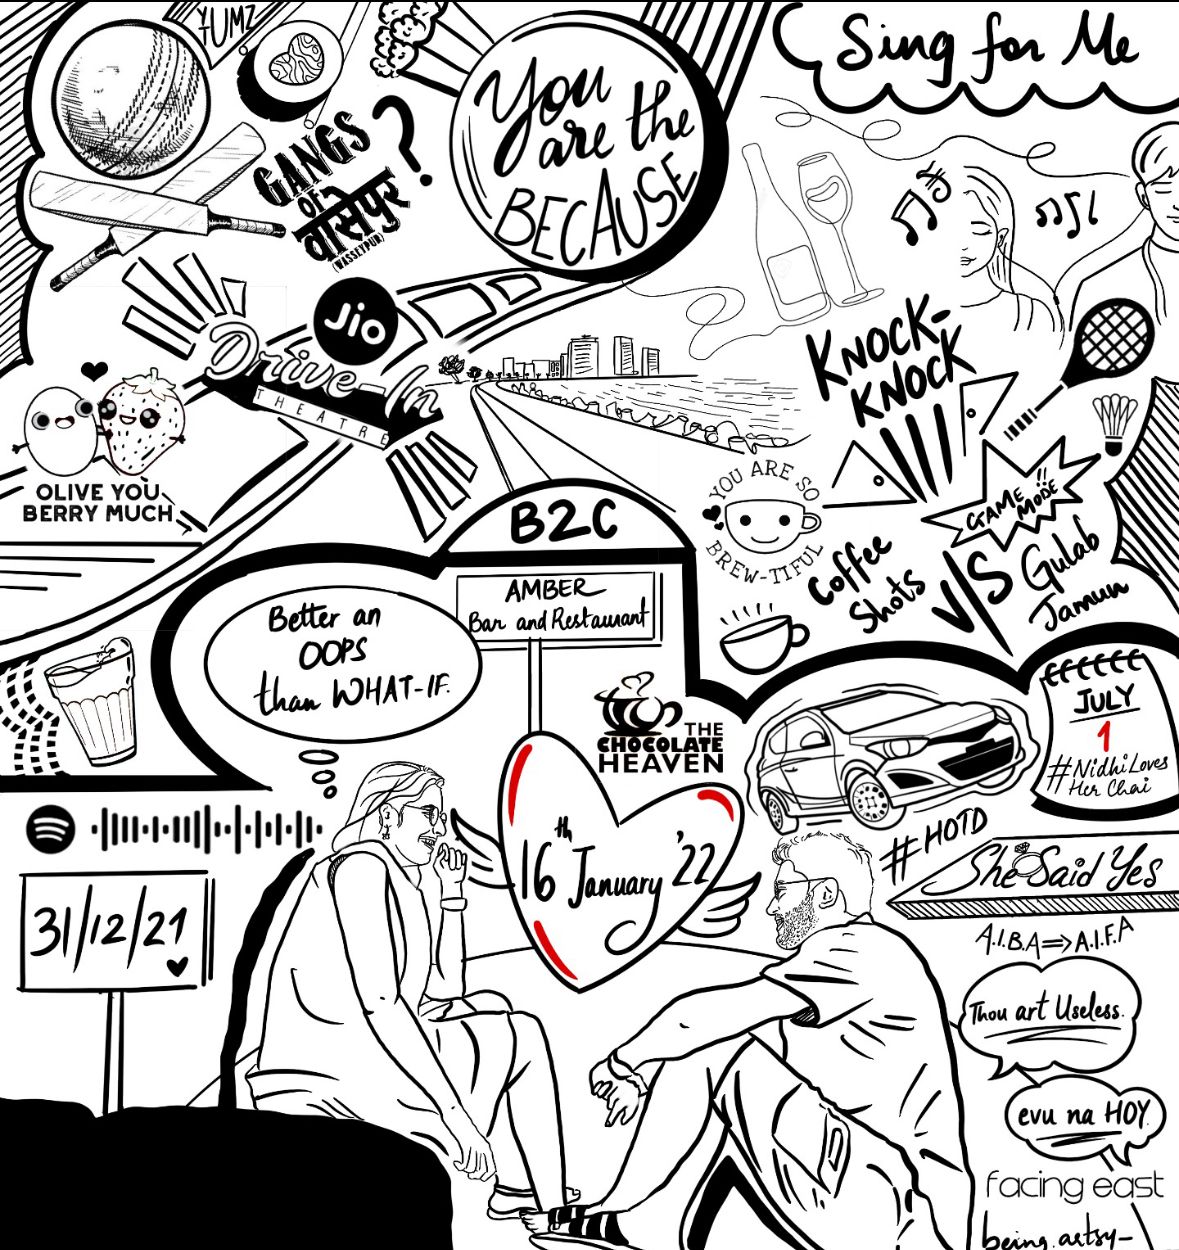 YUMZ
GANGS
OF
वासेपुर
(WASSEYPUR)
?
You
are the
BECAUSE
Sing for Me
Jio
Drive-In
THEATRE
KNOCK-
KNOCK
OLIVE YOU
BERRY MUCH
B2C
YOU ARE SO
BREW-TIFUL
GAME
MODE !!
Coffee
Shots
V/S
Gulab
Jamun
AMBER
Bar and Restaurant
Better an
OOPS
than WHAT-IF.
THE
CHOCOLATE
HEAVEN
JULY
1
#NidhiLoves
Her Chai
#HOTD
She Said Yes
16th January '22
31/12/21
A.I.B.A=>A.I.F.A
Thou art Useless.
evu na HOY.
facing east
being.artsy-